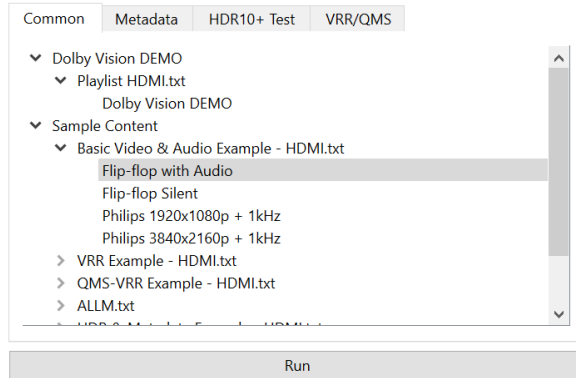 Common Metadata HDR10+ Test VRR/QMS
Dolby Vision DEMO
Playlist HDMI.txt
Dolby Vision DEMO
Sample Content
Basic Video & Audio Example - HDMI.txt
Flip-flop with Audio
Flip-flop Silent
Philips 1920x1080p + 1kHz
Philips 3840x2160p + 1kHz
VRR Example - HDMI.txt
QMS-VRR Example - HDMI.txt
ALLM.txt
Run